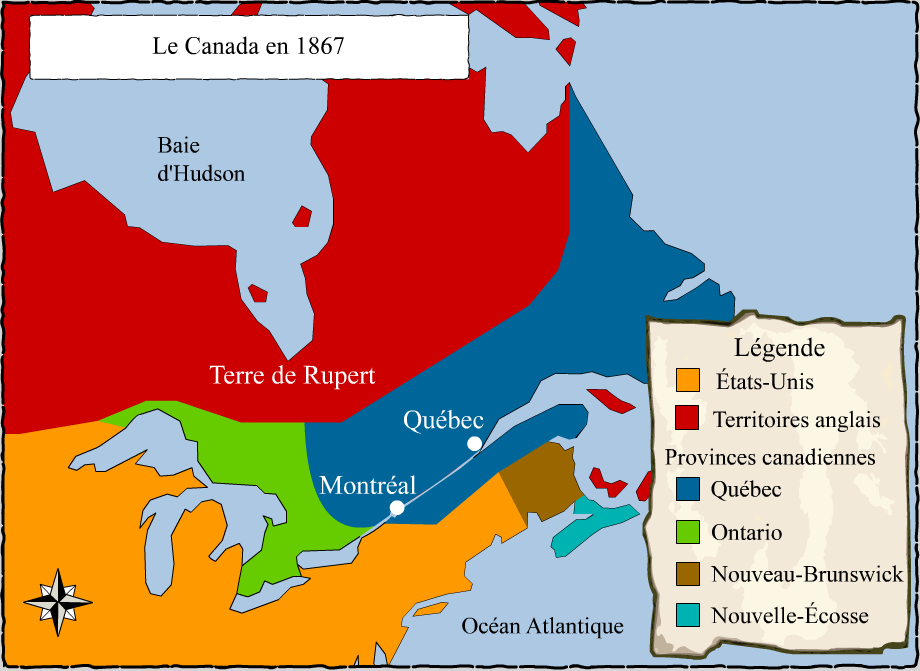 Le Canada en 1867
Baie
d'Hudson
Terre de Rupert
Québec
Montréal
Océan Atlantique
Légende
États-Unis
Territoires anglais
Provinces canadiennes
Québec
Ontario
Nouveau-Brunswick
Nouvelle-Écosse